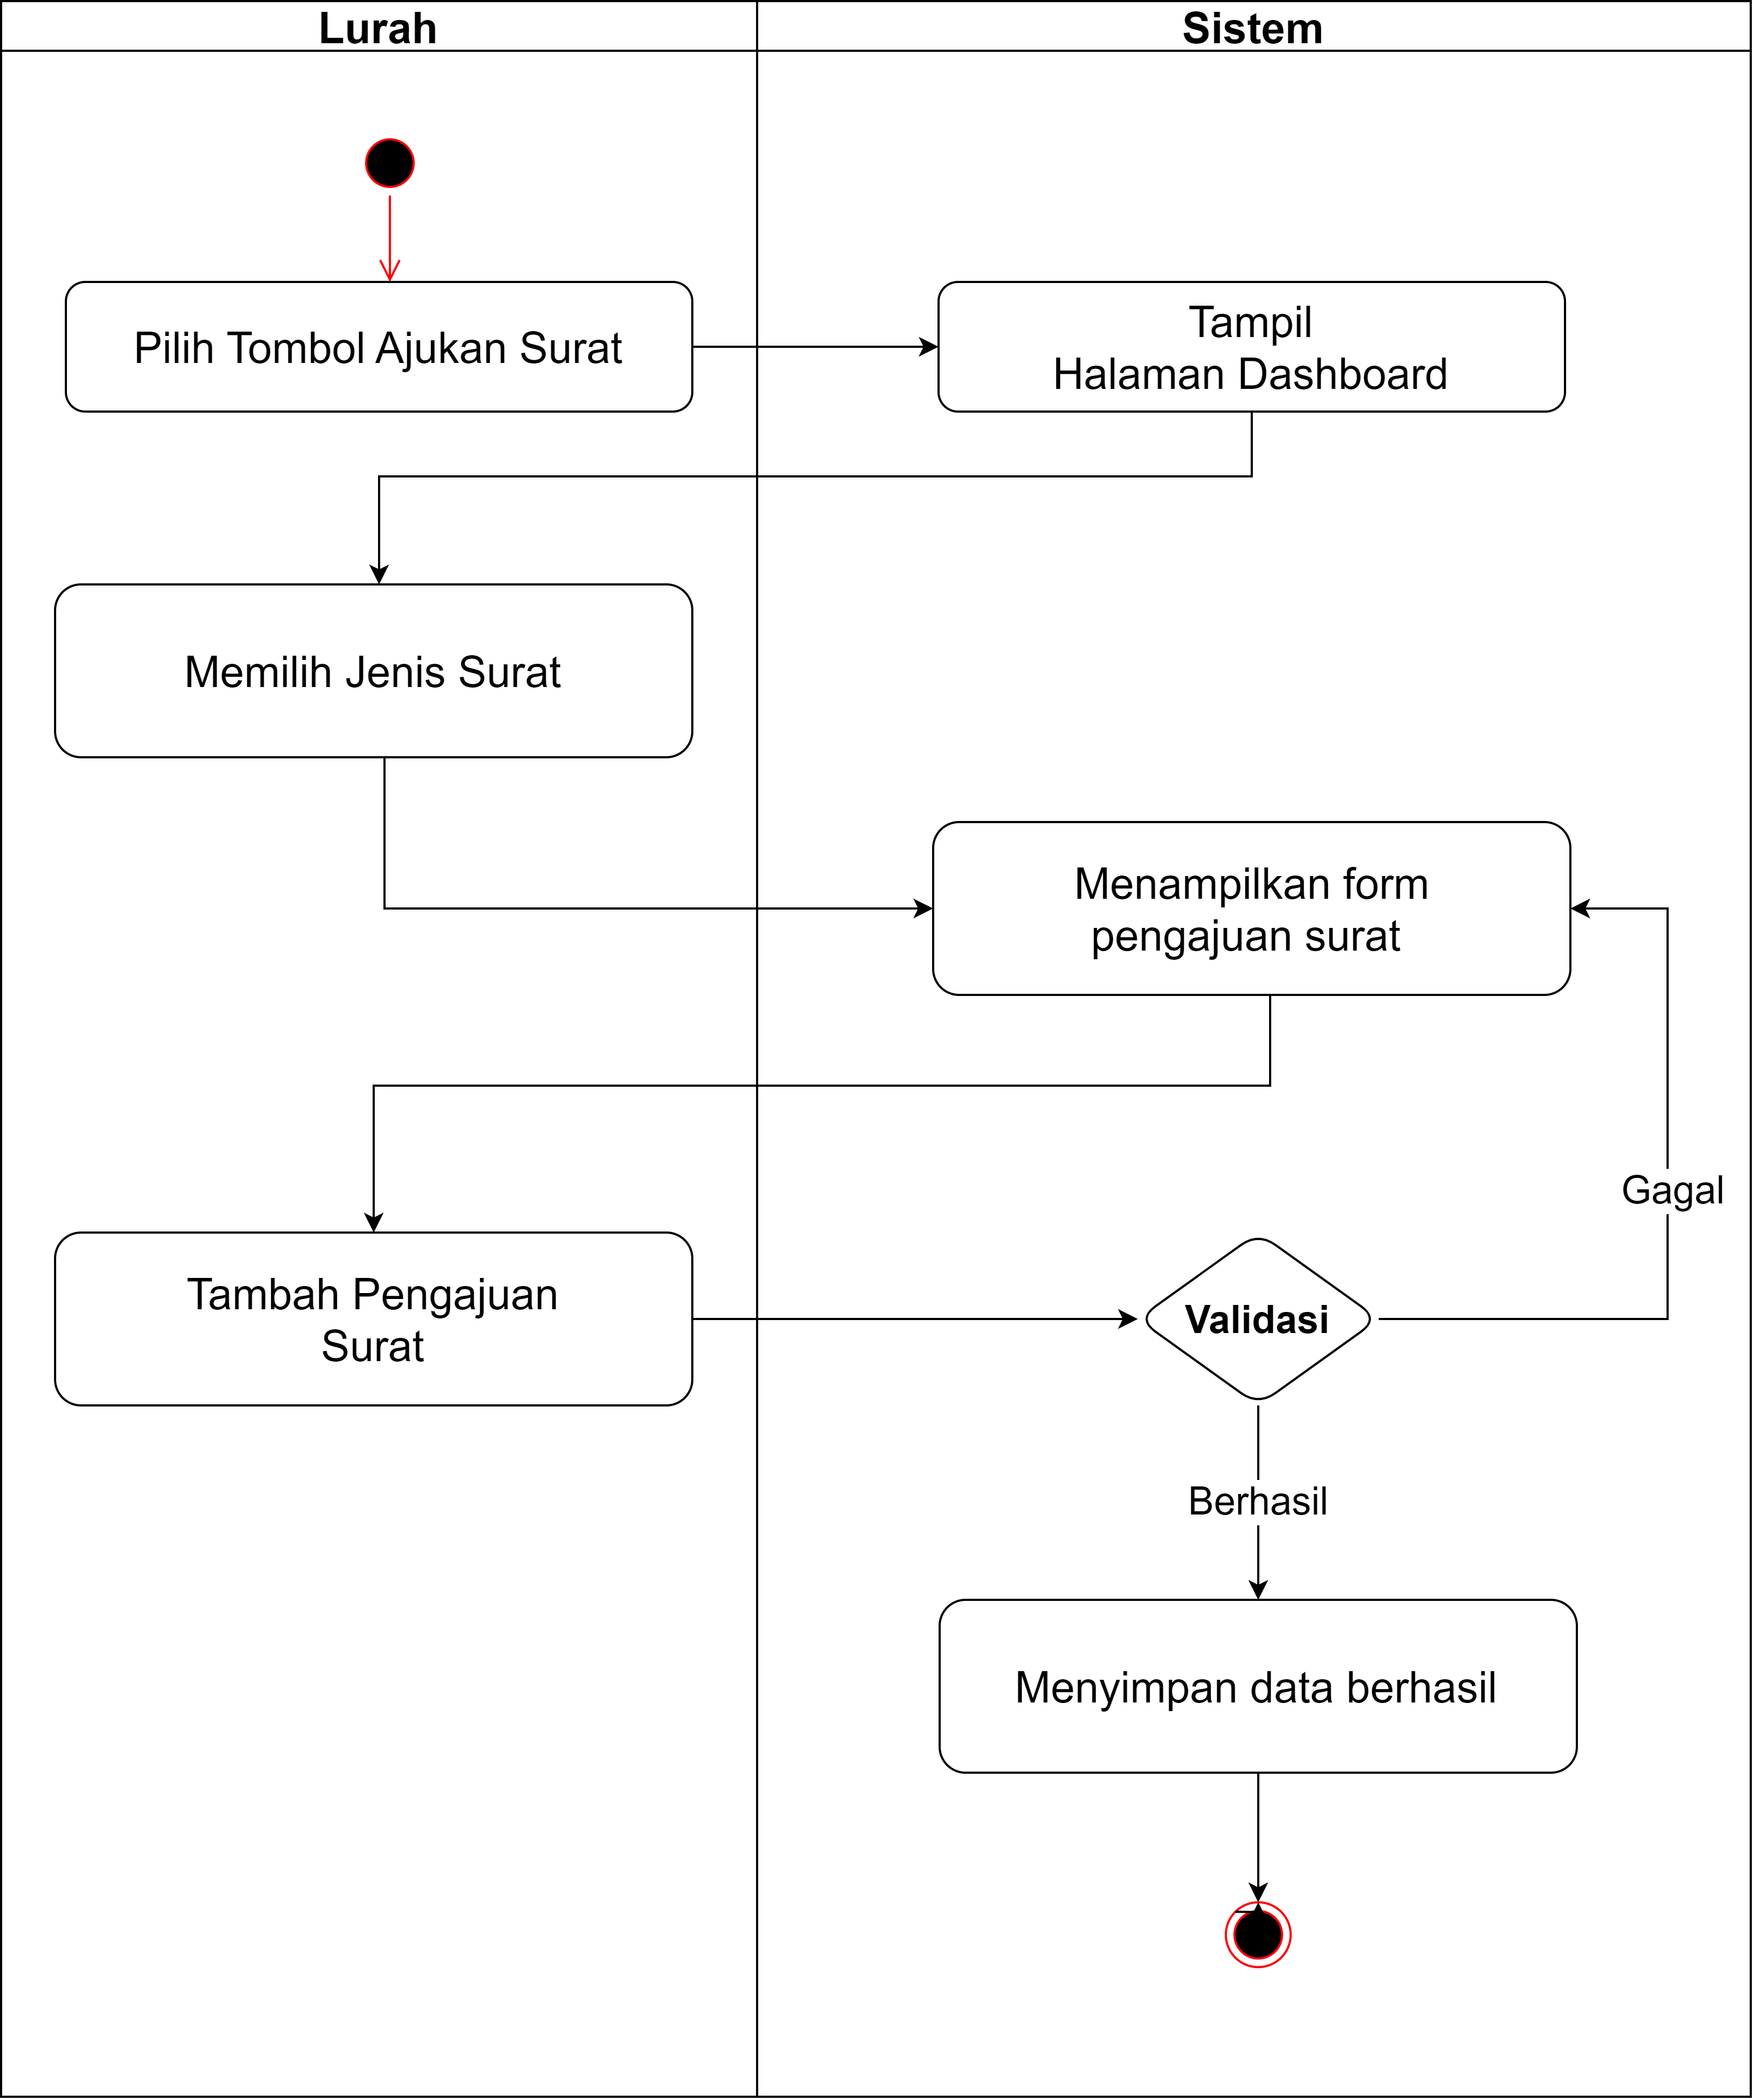 Lurah
Sistem
Pilih Tombol Ajukan Surat
Tampil
Halaman Dashboard
Memilih Jenis Surat
Menampilkan form
pengajuan surat
Gagal
Tambah Pengajuan
Surat
Validasi
Berhasil
Menyimpan data berhasil